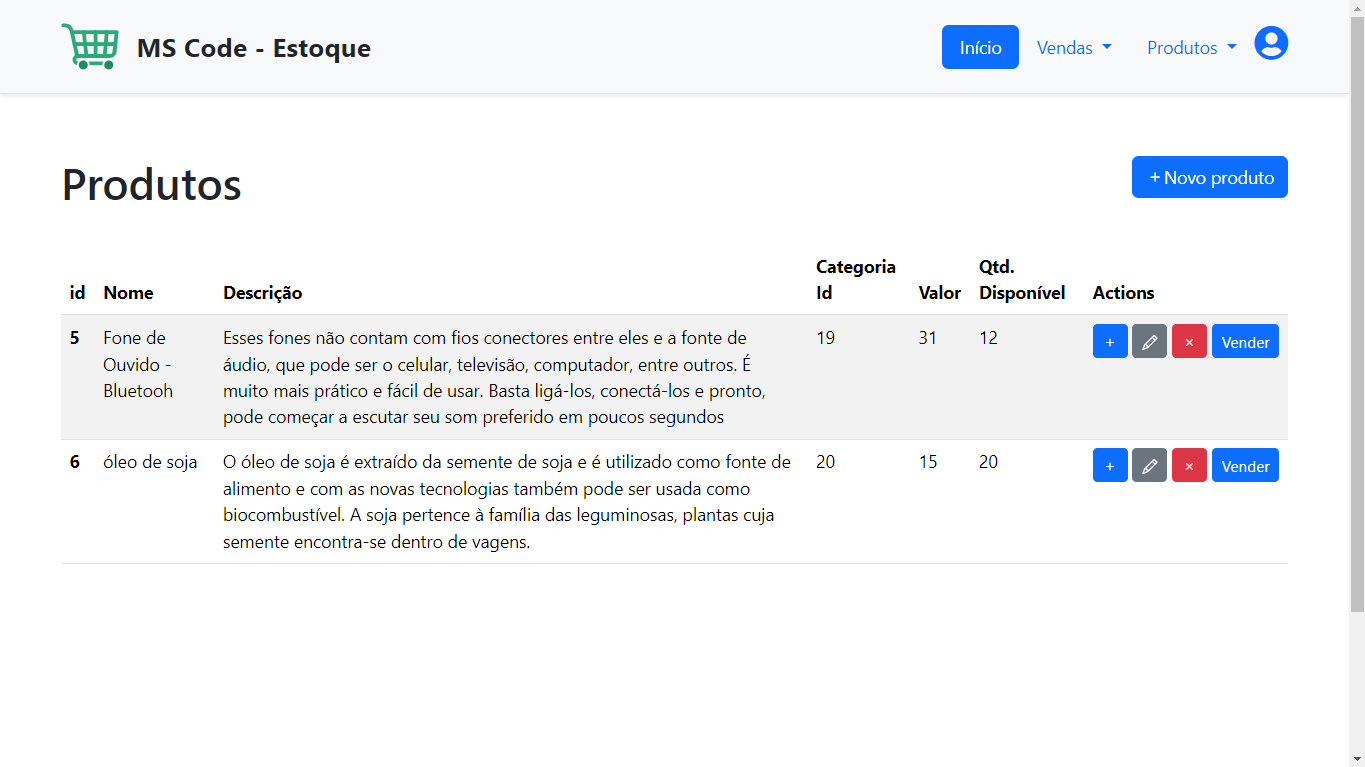 MS Code - Estoque
Início
Vendas
Produtos
Produtos
+ Novo produto
id Nome Descrição Categoria Id Valor Qtd. Disponível Actions
5 Fone de Ouvido - Bluetooh
Esses fones não contam com fios conectores entre eles e a fonte de
áudio, que pode ser o celular, televisão, computador, entre outros. É
muito mais prático e fácil de usar. Basta ligá-los, conectá-los e pronto,
pode começar a escutar seu som preferido em poucos segundos
19 31 12 + × Vender
6 óleo de soja
O óleo de soja é extraído da semente de soja e é utilizado como fonte de
alimento e com as novas tecnologias também pode ser usada como
biocombustível. A soja pertence à família das leguminosas, plantas cuja
semente encontra-se dentro de vagens.
20 15 20 + × Vender